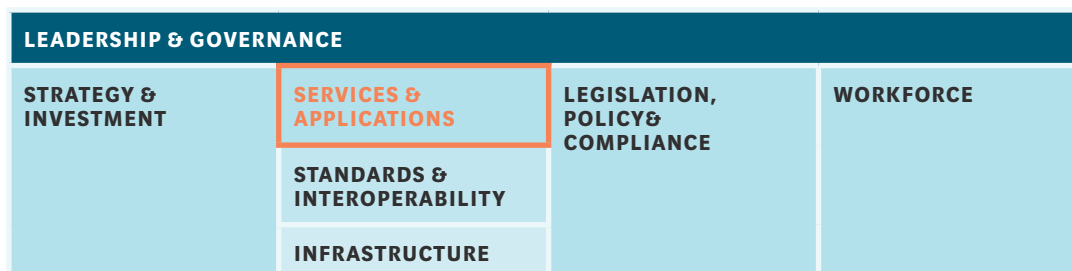 LEADERSHIP & GOVERNANCE
STRATEGY &
INVESTMENT
SERVICES &
APPLICATIONS
STANDARDS &
INTEROPERABILITY
INFRASTRUCTURE
LEGISLATION,
POLICY&
COMPLIANCE
WORKFORCE